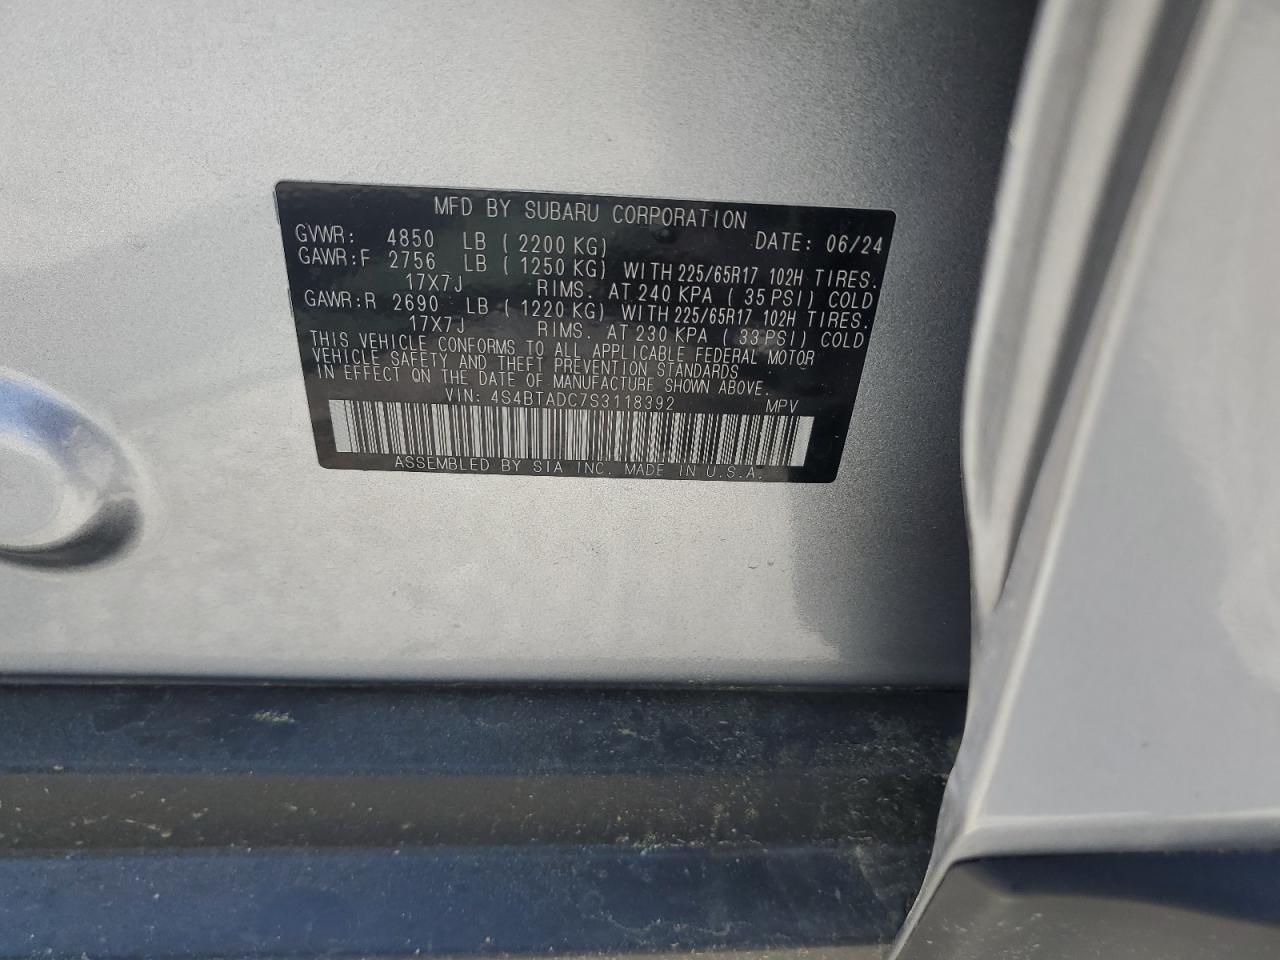 MFD BY SUBARU CORPORATION
GVWR: 4850 LB ( 2200 KG) DATE: 06/24
GAWR:F 2756 LB ( 1250 KG) WITH 225/65R17 102H TIRES.
17X7J RIMS. AT 240 KPA ( 35 PSI) COLD
GAWR:R 2690 LB ( 1220 KG) WITH 225/65R17 102H TIRES.
17X7J RIMS. AT 230 KPA ( 33 PSI) COLD
THIS VEHICLE CONFORMS TO ALL APPLICABLE FEDERAL MOTOR
VEHICLE SAFETY AND THEFT PREVENTION STANDARDS
IN EFFECT ON THE DATE OF MANUFACTURE SHOWN ABOVE.
VIN: 4S4BTADC7S3118392 MPV
ASSEMBLED BY SIA INC. MADE IN U.S.A.